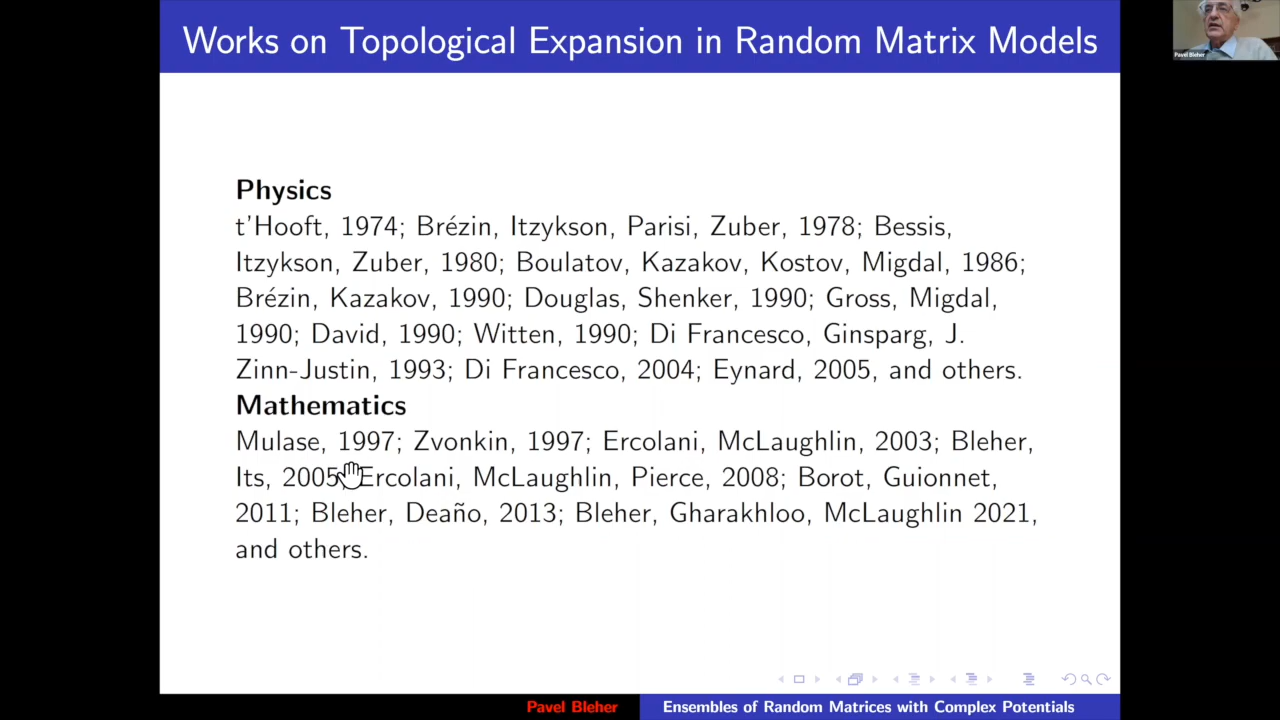 Works on Topological Expansion in Random Matrix Models
Pavel Bleher
Physics
t'Hooft, 1974; Brézin, Itzykson, Parisi, Zuber, 1978; Bessis,
Itzykson, Zuber, 1980; Boulatov, Kazakov, Kostov, Migdal, 1986;
Brézin, Kazakov, 1990; Douglas, Shenker, 1990; Gross, Migdal,
1990; David, 1990; Witten, 1990; Di Francesco, Ginsparg, J.
Zinn-Justin, 1993; Di Francesco, 2004; Eynard, 2005, and others.
Mathematics
Mulase, 1997; Zvonkin, 1997; Ercolani, McLaughlin, 2003; Bleher,
Its, 2005; Ercolani, McLaughlin, Pierce, 2008; Borot, Guionnet,
2011; Bleher, Deaño, 2013; Bleher, Gharakhloo, McLaughlin 2021,
and others.
Pavel Bleher
Ensembles of Random Matrices with Complex Potentials